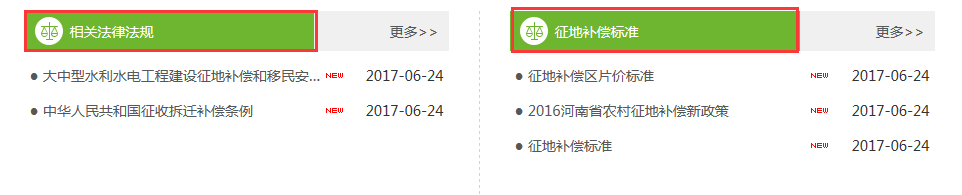 相关法律法规 更多>>
● 大中型水利水电工程建设征地补偿和移民安... NEW 2017-06-24
● 中华人民共和国征收拆迁补偿条例 NEW 2017-06-24
征地补偿标准 更多>>
● 征地补偿区片价标准 NEW 2017-06-24
● 2016河南省农村征地补偿新政策 NEW 2017-06-24
● 征地补偿标准 NEW 2017-06-24